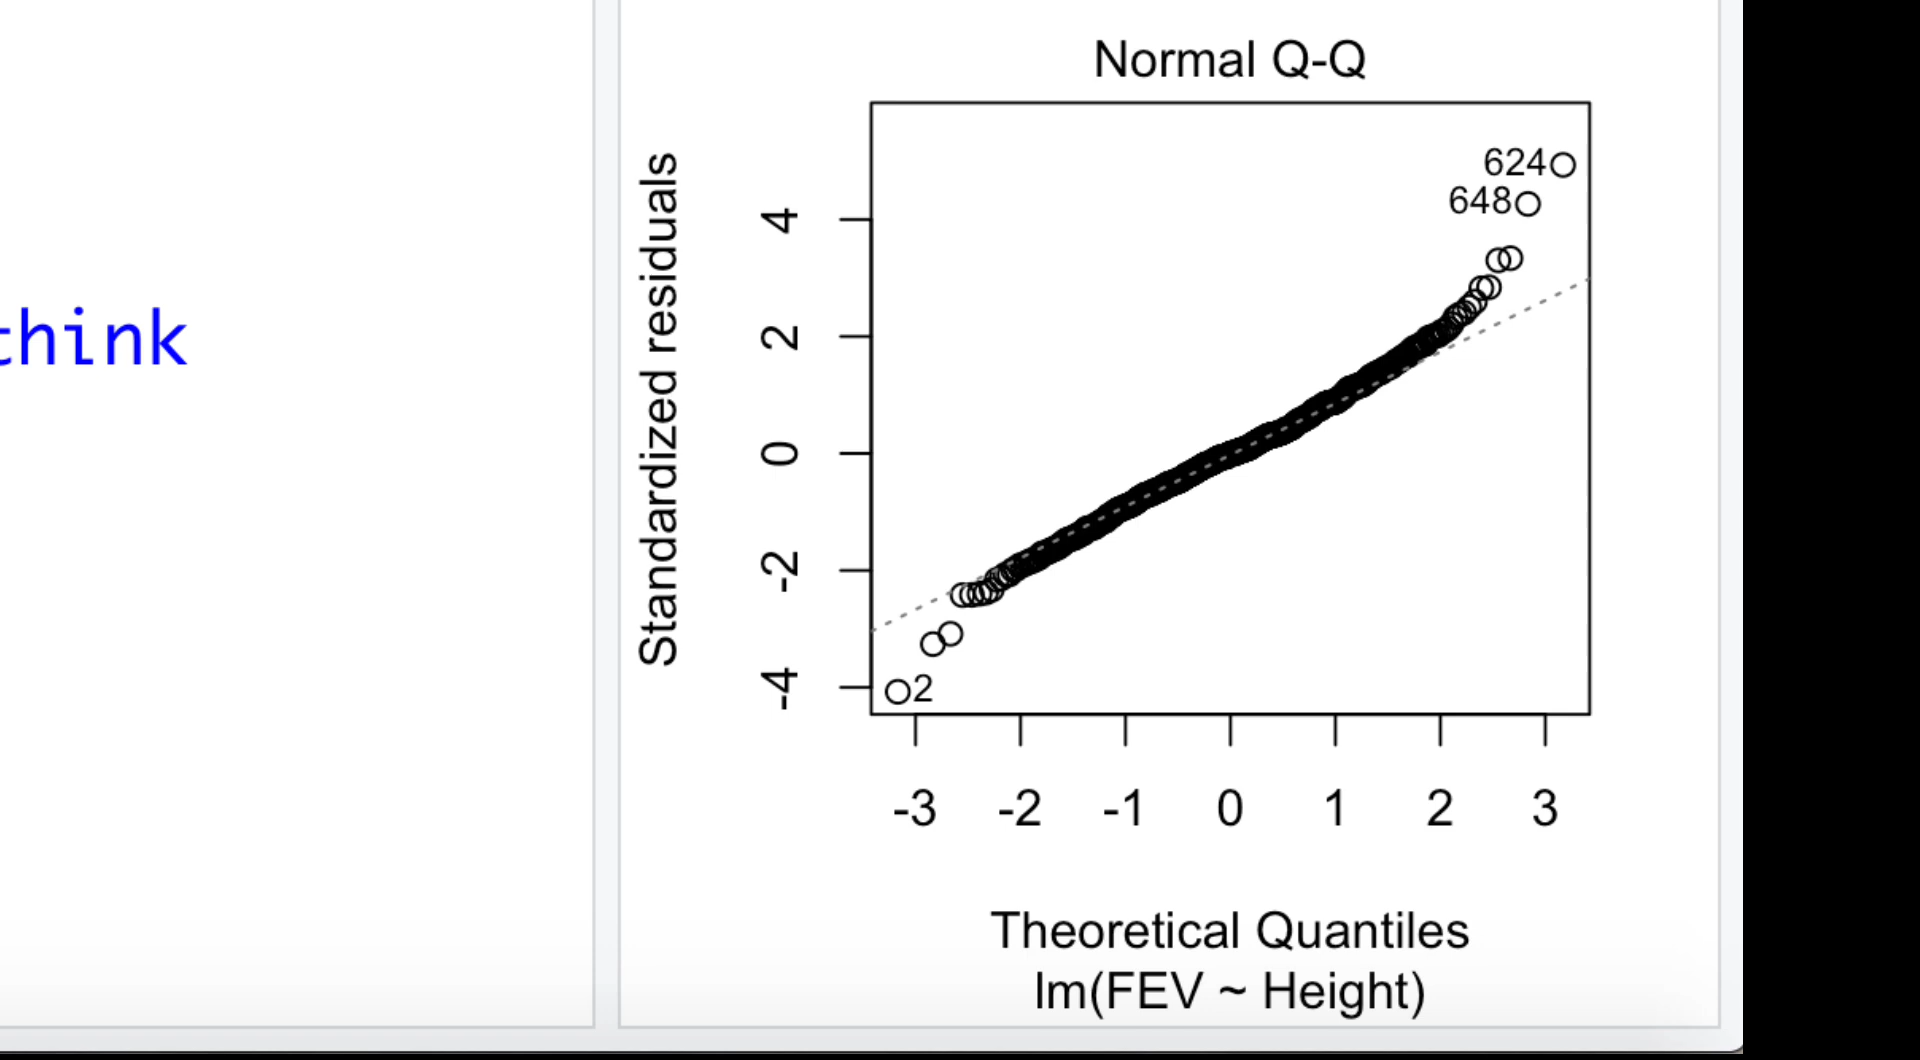 think
Normal Q-Q
Standardized residuals
4
2
0
-2
-4
624
648
2
-3 -2 -1 0 1 2 3
Theoretical Quantiles
lm(FEV ~ Height)